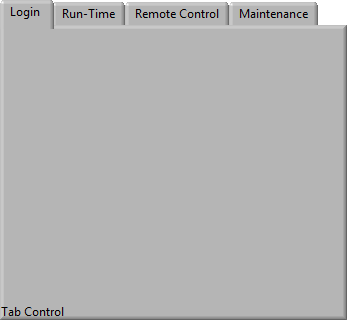 Login Run-Time Remote Control Maintenance
Tab Control